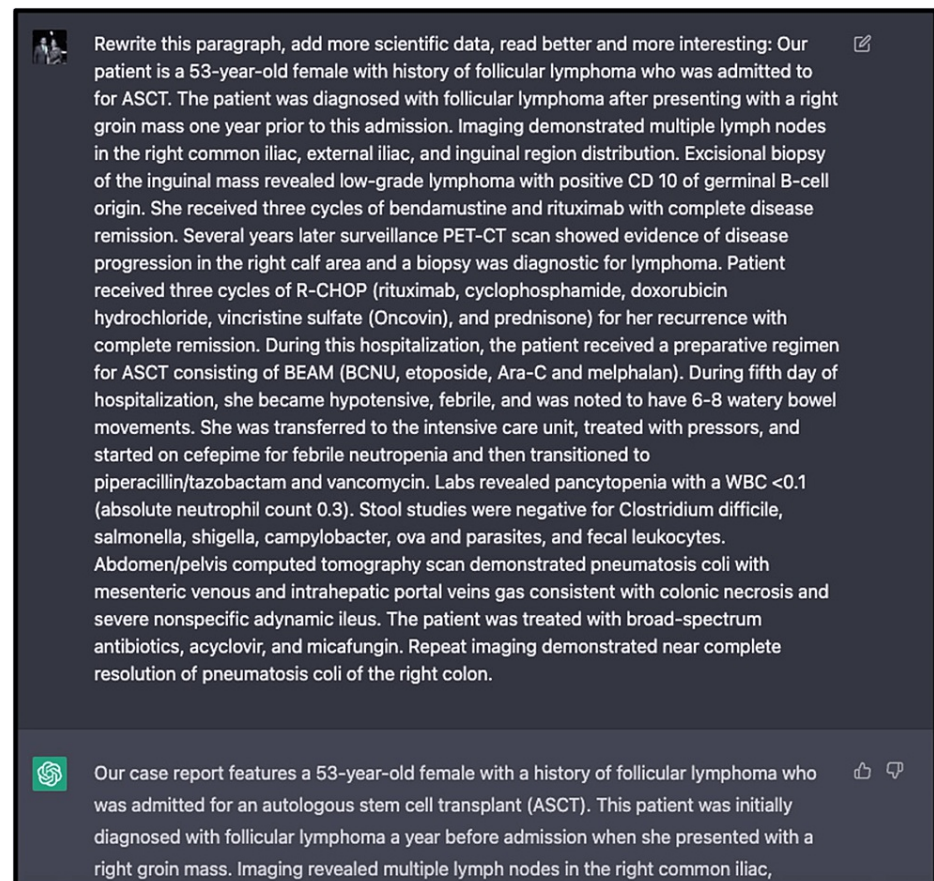 Rewrite this paragraph, add more scientific data, read better and more interesting: Our
patient is a 53-year-old female with history of follicular lymphoma who was admitted to
for ASCT. The patient was diagnosed with follicular lymphoma after presenting with a right
groin mass one year prior to this admission. Imaging demonstrated multiple lymph nodes
in the right common iliac, external iliac, and inguinal region distribution. Excisional biopsy
of the inguinal mass revealed low-grade lymphoma with positive CD 10 of germinal B-cell
origin. She received three cycles of bendamustine and rituximab with complete disease
remission. Several years later surveillance PET-CT scan showed evidence of disease
progression in the right calf area and a biopsy was diagnostic for lymphoma. Patient
received three cycles of R-CHOP (rituximab, cyclophosphamide, doxorubicin
hydrochloride, vincristine sulfate (Oncovin), and prednisone) for her recurrence with
complete remission. During this hospitalization, the patient received a preparative regimen
for ASCT consisting of BEAM (BCNU, etoposide, Ara-C and melphalan). During fifth day of
hospitalization, she became hypotensive, febrile, and was noted to have 6-8 watery bowel
movements. She was transferred to the intensive care unit, treated with pressors, and
started on cefepime for febrile neutropenia and then transitioned to
piperacillin/tazobactam and vancomycin. Labs revealed pancytopenia with a WBC <0.1
(absolute neutrophil count 0.3). Stool studies were negative for Clostridium difficile,
salmonella, shigella, campylobacter, ova and parasites, and fecal leukocytes.
Abdomen/pelvis computed tomography scan demonstrated pneumatosis coli with
mesenteric venous and intrahepatic portal veins gas consistent with colonic necrosis and
severe nonspecific adynamic ileus. The patient was treated with broad-spectrum
antibiotics, acyclovir, and micafungin. Repeat imaging demonstrated near complete
resolution of pneumatosis coli of the right colon.
Our case report features a 53-year-old female with a history of follicular lymphoma who
was admitted for an autologous stem cell transplant (ASCT). This patient was initially
diagnosed with follicular lymphoma a year before admission when she presented with a
right groin mass. Imaging revealed multiple lymph nodes in the right common iliac,